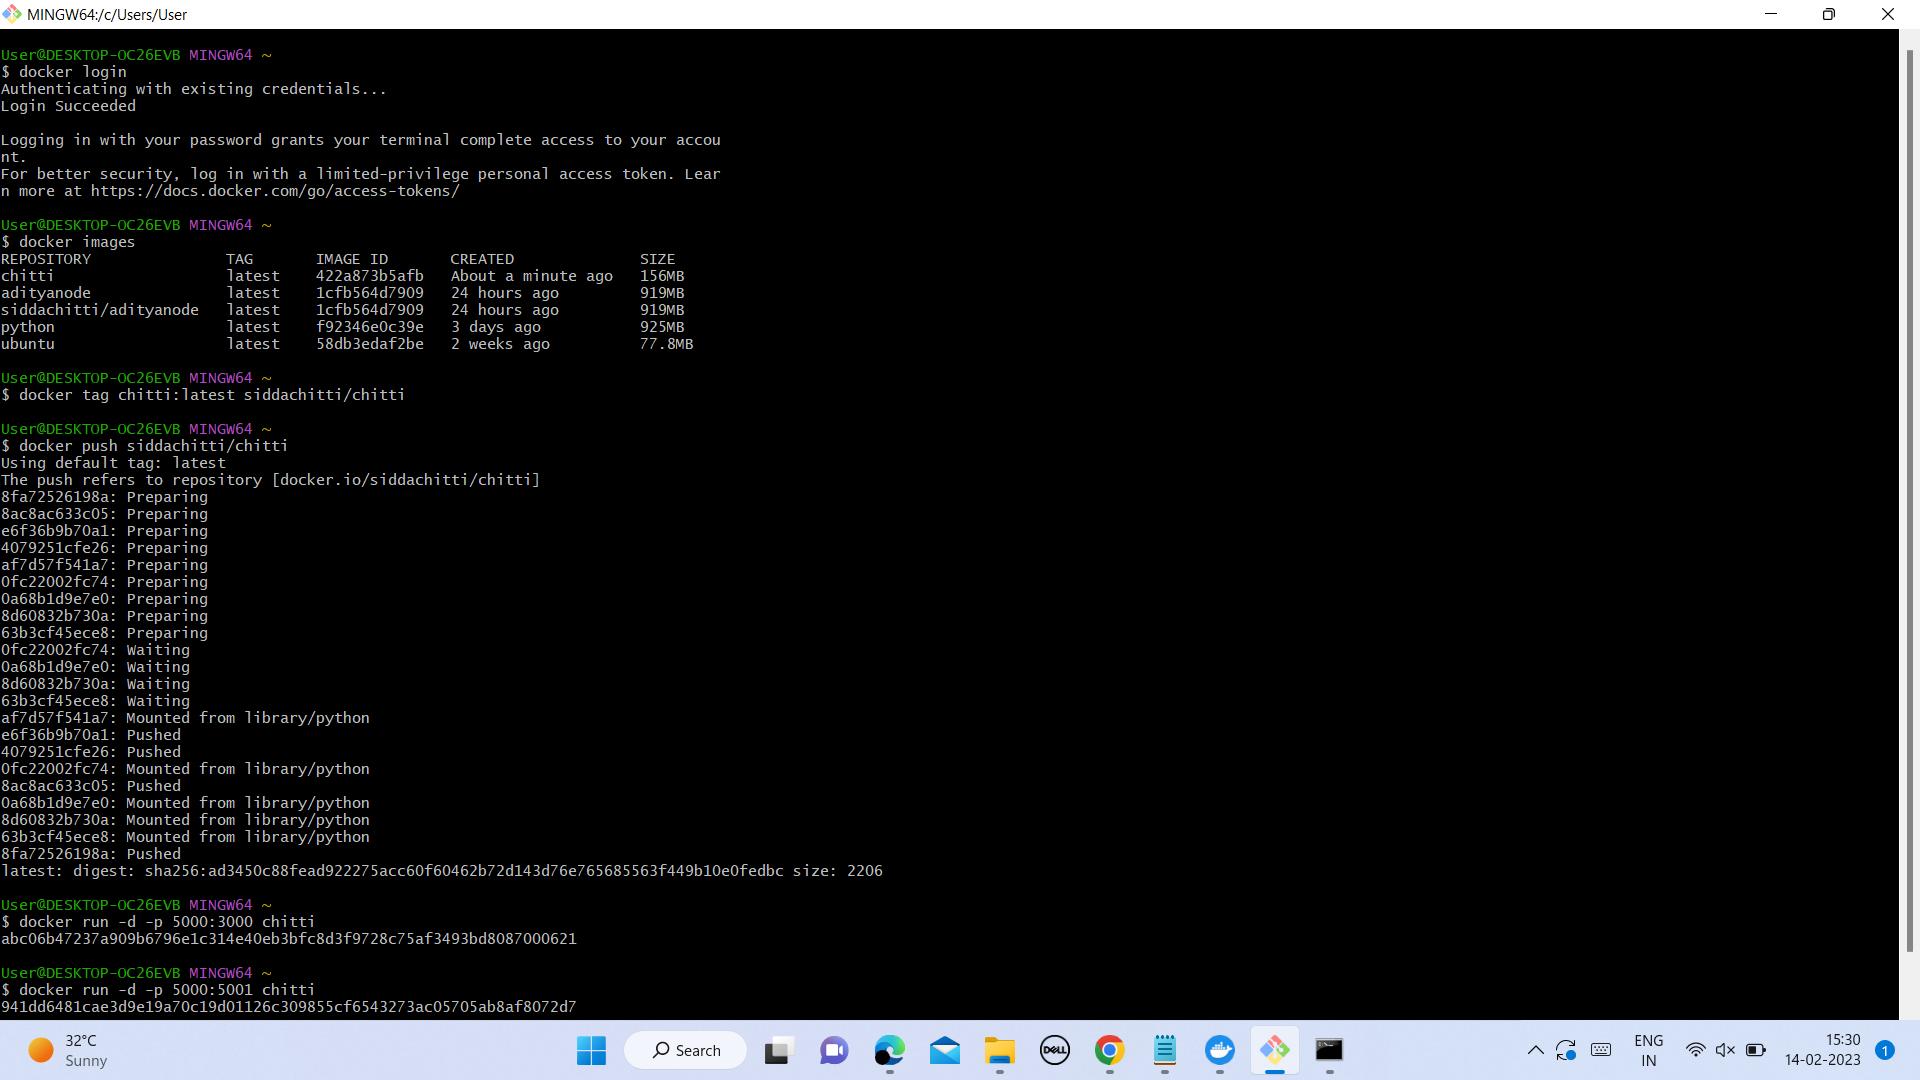 MINGW64:/c/Users/User
User@DESKTOP-OC26EVB MINGW64 ~
$ docker login
Authenticating with existing credentials...
Login Succeeded
Logging in with your password grants your terminal complete access to your accou
nt.
For better security, log in with a limited-privilege personal access token. Lear
n more at https://docs.docker.com/go/access-tokens/
User@DESKTOP-OC26EVB MINGW64 ~
$ docker images
REPOSITORY TAG IMAGE ID CREATED SIZE
chitti latest 422a873b5afb About a minute ago 156MB
adityanode latest 1cfb564d7909 24 hours ago 919MB
siddachitti/adityanode latest 1cfb564d7909 24 hours ago 919MB
python latest f92346e0c39e 3 days ago 925MB
ubuntu latest 58db3edaf2be 2 weeks ago 77.8MB
User@DESKTOP-OC26EVB MINGW64 ~
$ docker tag chitti:latest siddachitti/chitti
User@DESKTOP-OC26EVB MINGW64 ~
$ docker push siddachitti/chitti
Using default tag: latest
The push refers to repository [docker.io/siddachitti/chitti]
8fa72526198a: Preparing
8ac8ac633c05: Preparing
e6f36b9b70a1: Preparing
4079251cfe26: Preparing
af7d57f541a7: Preparing
0fc22002fc74: Preparing
0a68b1d9e7e0: Preparing
8d60832b730a: Preparing
63b3cf45ece8: Preparing
0fc22002fc74: Waiting
0a68b1d9e7e0: Waiting
8d60832b730a: Waiting
63b3cf45ece8: Waiting
af7d57f541a7: Mounted from library/python
e6f36b9b70a1: Pushed
4079251cfe26: Pushed
0fc22002fc74: Mounted from library/python
8ac8ac633c05: Pushed
0a68b1d9e7e0: Mounted from library/python
8d60832b730a: Mounted from library/python
63b3cf45ece8: Mounted from library/python
8fa72526198a: Pushed
latest: digest: sha256:ad3450c88fead922275acc60f60462b72d143d76e765685563f449b10e0fedbc size: 2206
User@DESKTOP-OC26EVB MINGW64 ~
$ docker run -d -p 5000:3000 chitti
abc06b47237a909b6796e1c314e40eb3bfc8d3f9728c75af3493bd8087000621
User@DESKTOP-OC26EVB MINGW64 ~
$ docker run -d -p 5000:5001 chitti
941dd6481cae3d9e19a70c19d01126c309855cf6543273ac05705ab8af8072d7
32°C
Sunny
Search
DELL
ENG
IN
15:30
14-02-2023
1